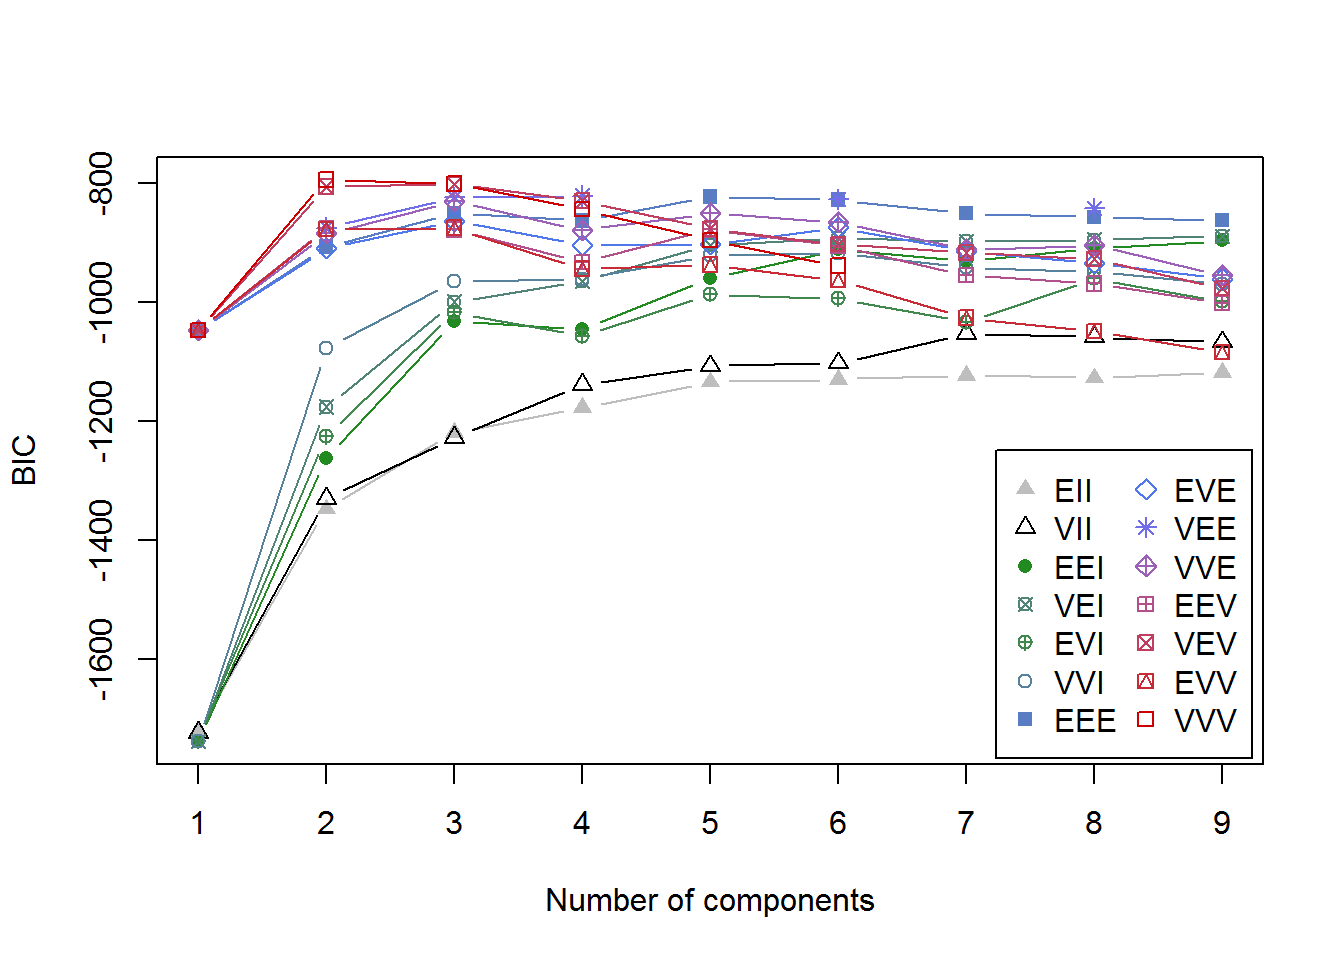 -800
-1000
-1200
-1400
-1600
BIC
EII EVE
VII VEE
EEI VVE
VEI EEV
EVI VEV
VVI EVV
EEE VVV
1 2 3 4 5 6 7 8 9
Number of components